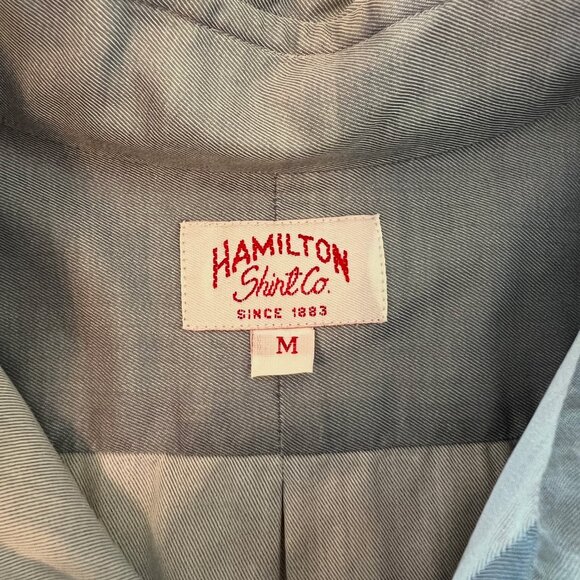 HAMILTON
Shirt Co.
SINCE 1883
M